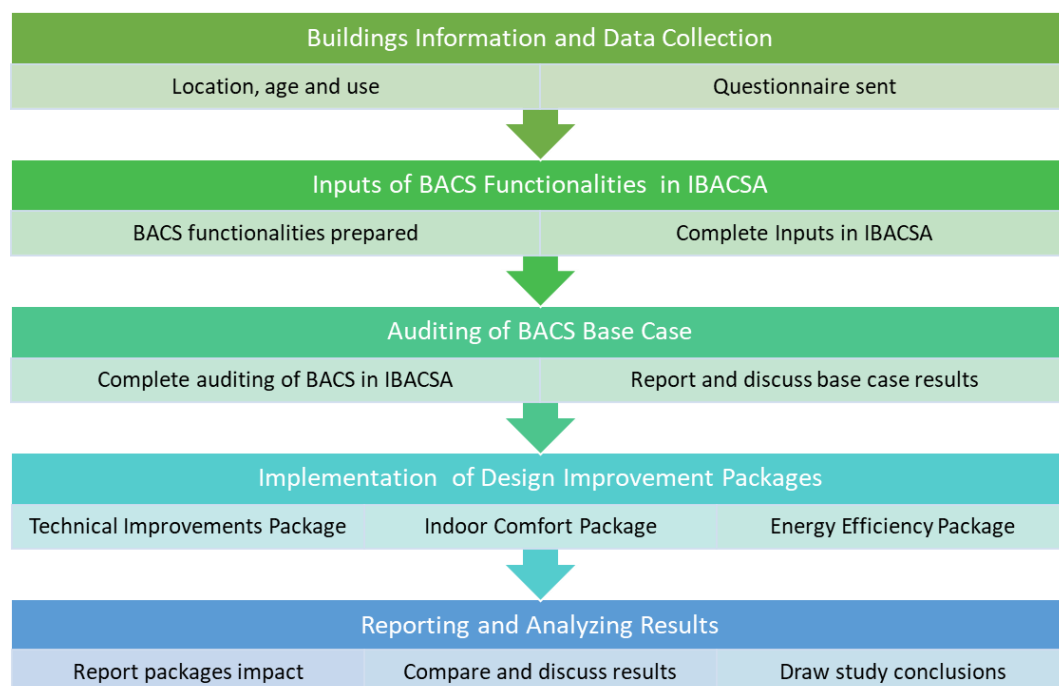 Buildings Information and Data Collection
Location, age and use
Questionnaire sent
Inputs of BACS Functionalities in IBACSA
BACS functionalities prepared
Complete Inputs in IBACSA
Auditing of BACS Base Case
Complete auditing of BACS in IBACSA
Report and discuss base case results
Implementation of Design Improvement Packages
Technical Improvements Package
Indoor Comfort Package
Energy Efficiency Package
Reporting and Analyzing Results
Report packages impact
Compare and discuss results
Draw study conclusions